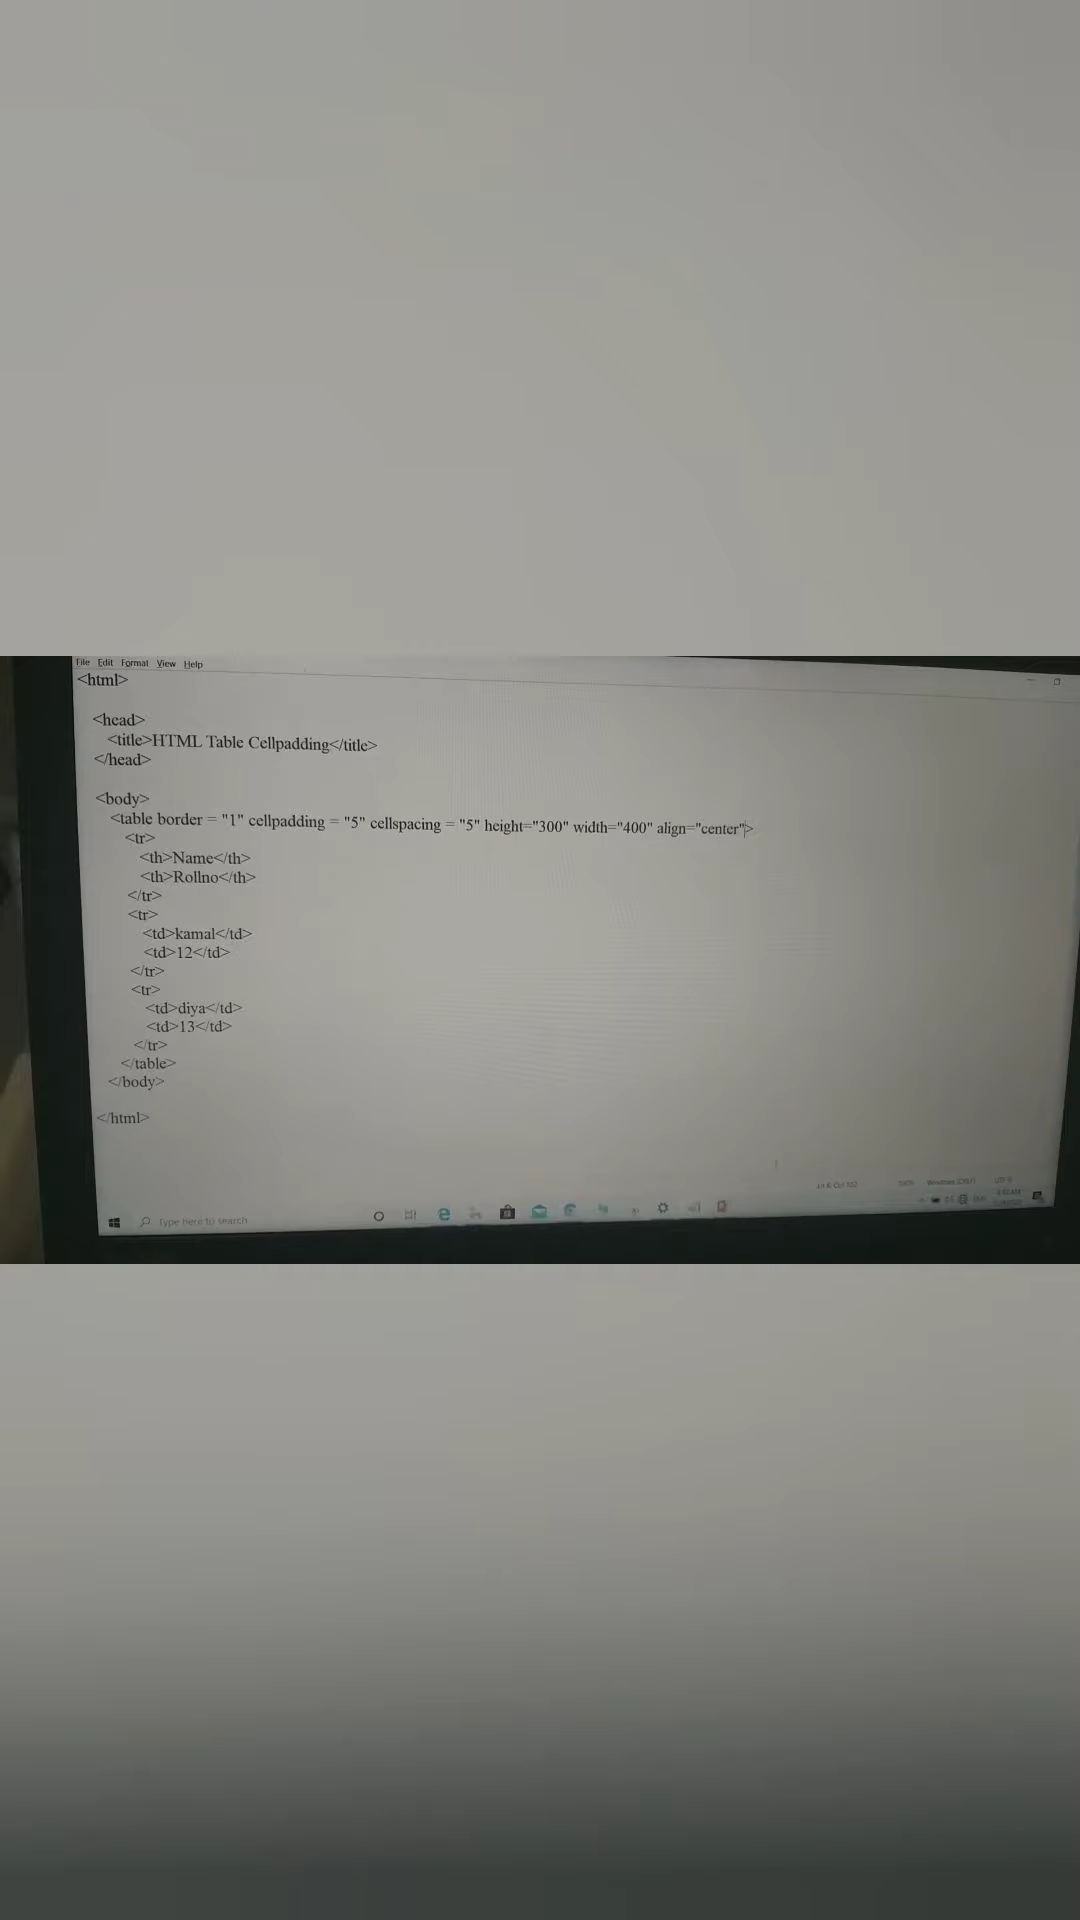 File Edit Format View Help
<html>
<head>
<title>HTML Table Cellpadding</title>
</head>
<body>
<table border = "1" cellpadding = "5" cellspacing = "5" height="300" width="400" align="center">
<tr>
<th>Name</th>
<th>Rollno</th>
</tr>
<tr>
<td>kamal</td>
<td>12</td>
</tr>
<tr>
<td>diya</td>
<td>13</td>
</tr>
</table>
</body>
</html>
Windows (CRLF)
Type here to search